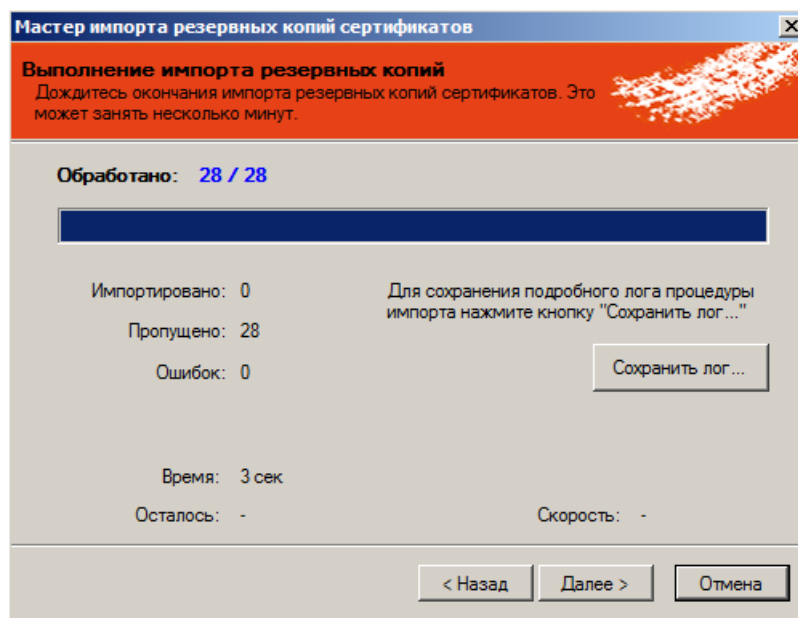 Мастер импорта резервных копий сертификатов
Выполнение импорта резервных копий
Дождитесь окончания импорта резервных копий сертификатов. Это
может занять несколько минут.
Обработано: 28 / 28
Импортировано: 0
Для сохранения подробного лога процедуры
импорта нажмите кнопку "Сохранить лог..."
Пропущено: 28
Ошибок: 0
Сохранить лог...
Время: 3 сек
Осталось: -
Скорость: -
< Назад
Далее >
Отмена